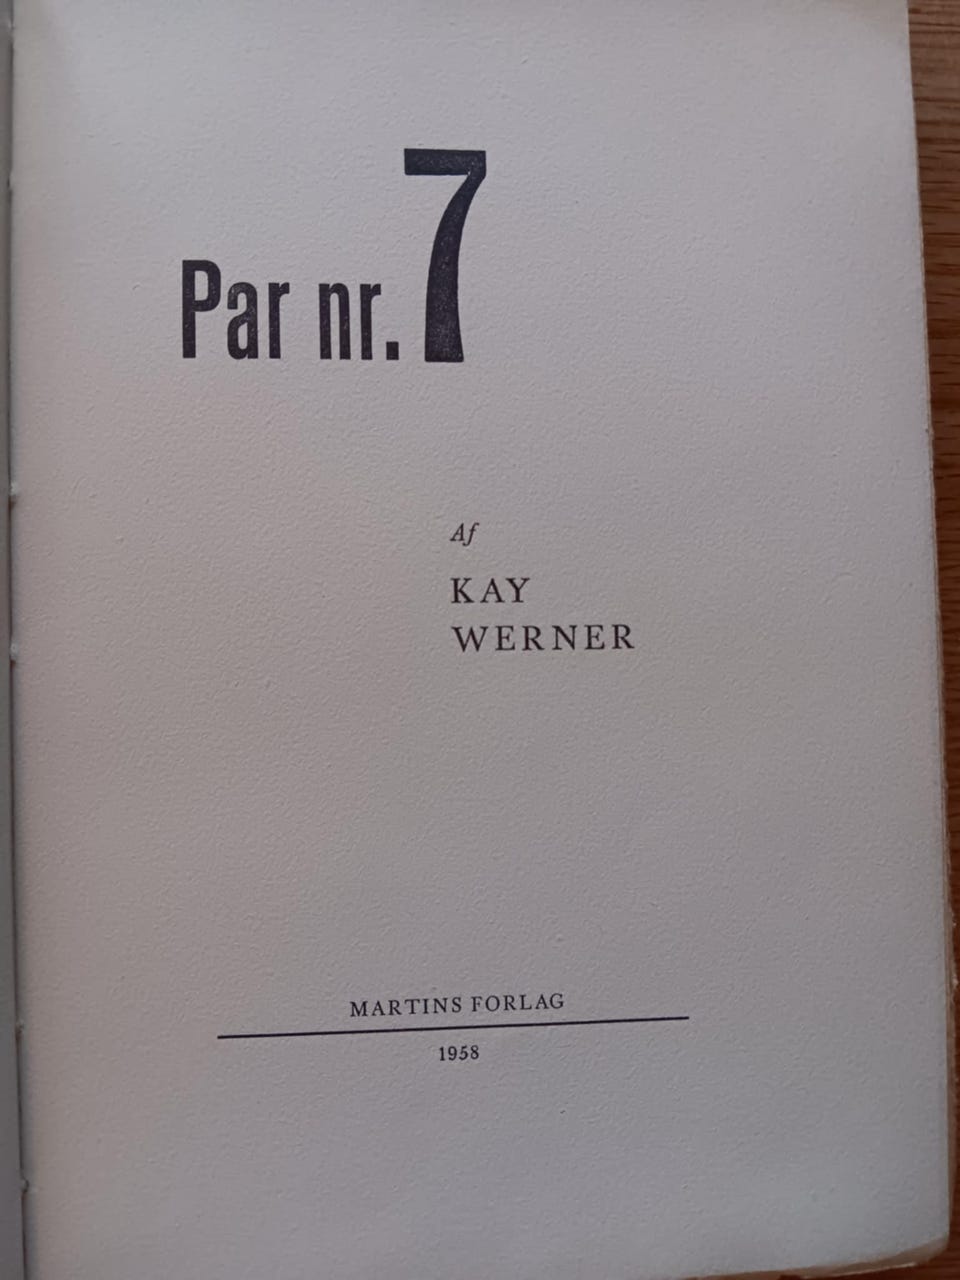 Par nr. 7
Af
KAY
WERNER
MARTINS FORLAG
1958